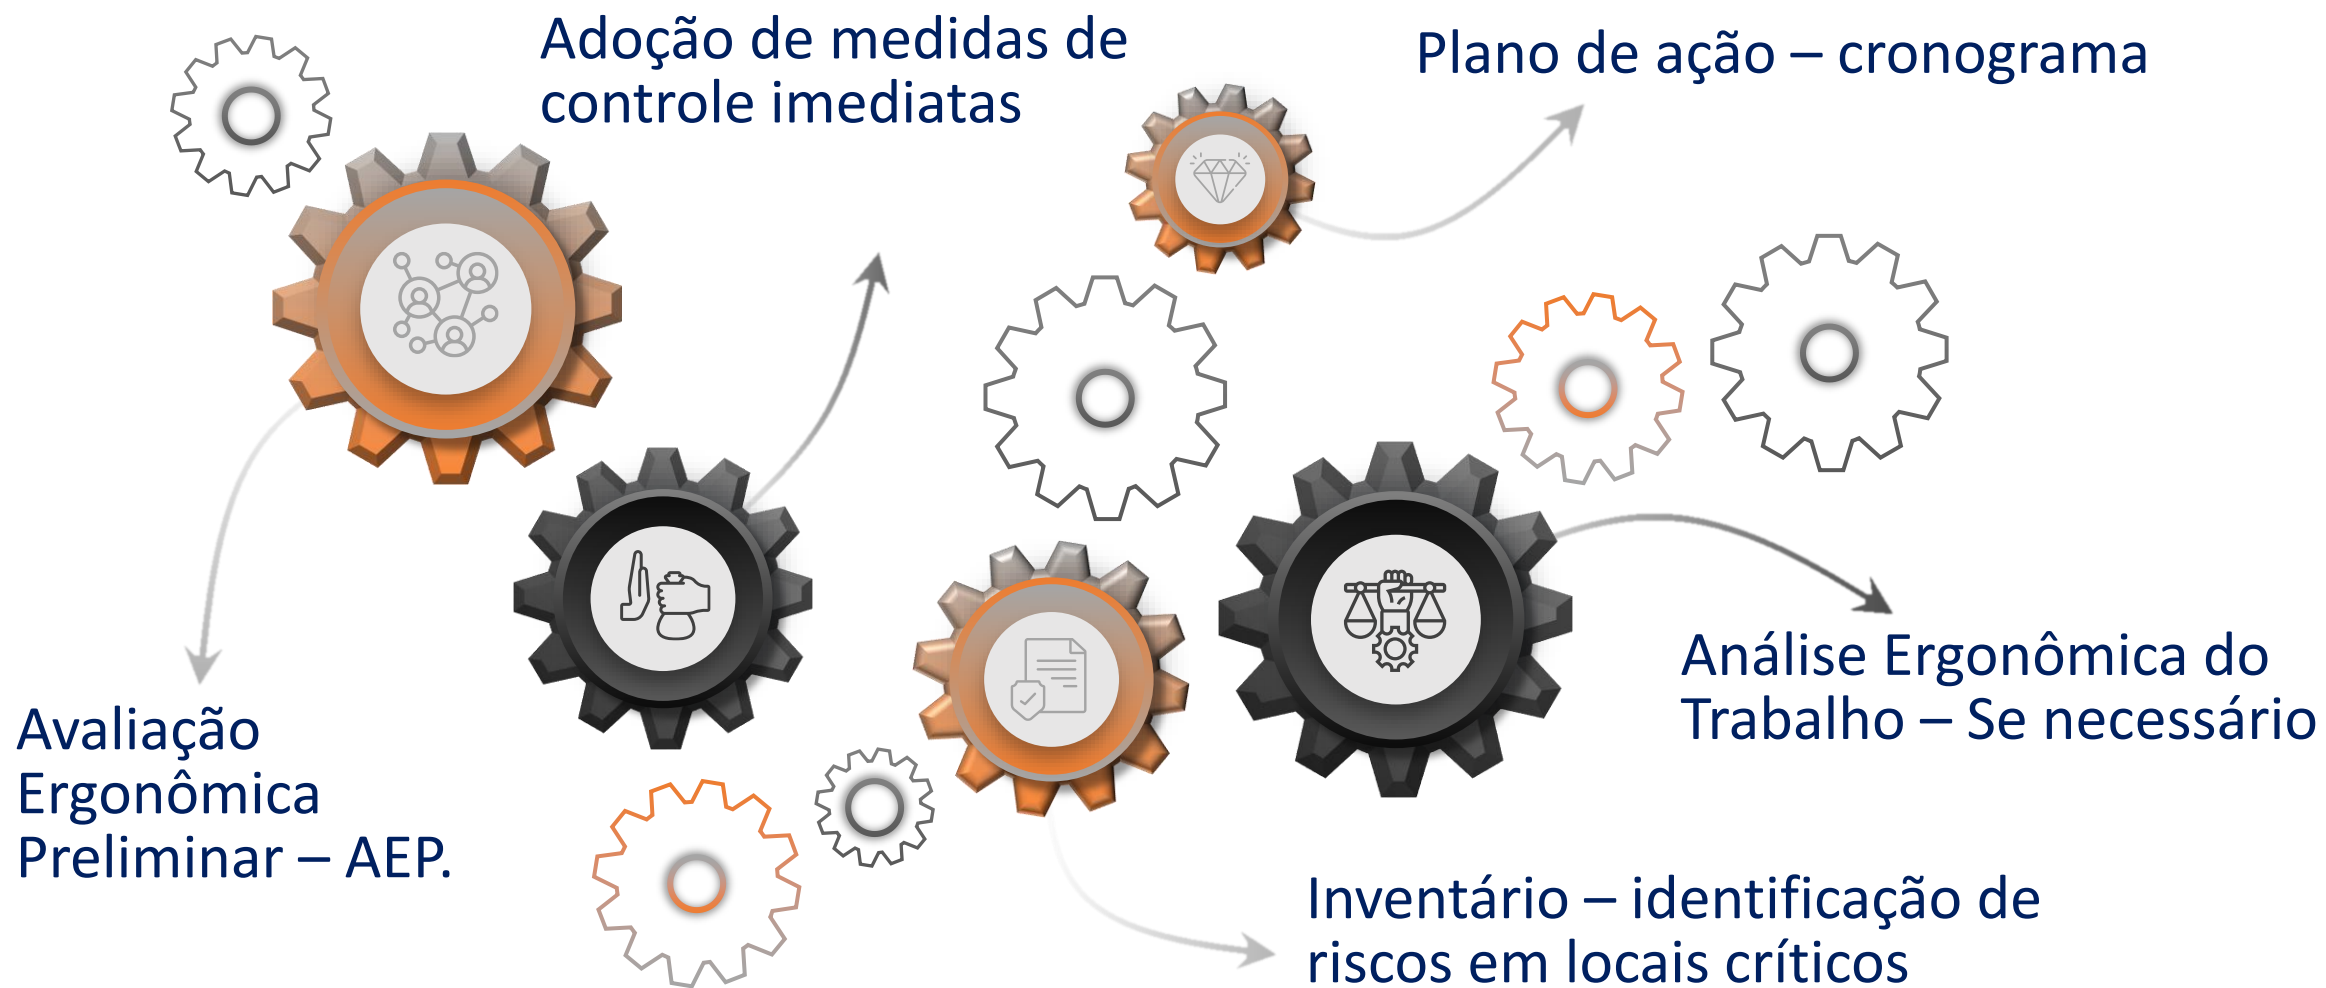 Adoção de medidas de
controle imediatas
Plano de ação – cronograma
Avaliação
Ergonômica
Preliminar – AEP.
Análise Ergonômica do
Trabalho – Se necessário
Inventário – identificação de
riscos em locais críticos